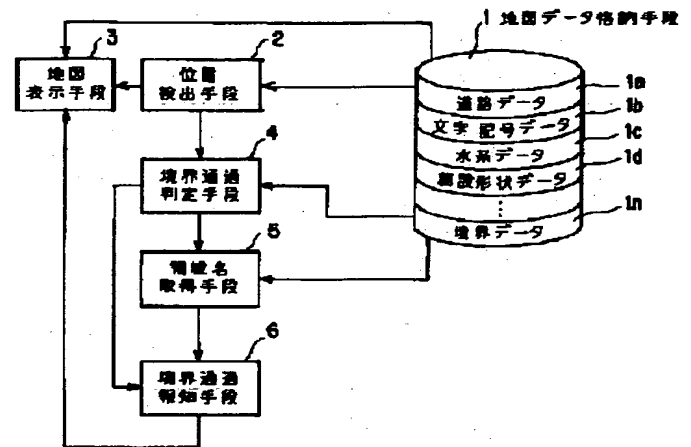 1 地図データ格納手段
3
2
地図
表示手段
位置
検出手段
1a
道路データ
1b
文字 記号データ
1c
水系データ
1d
施設形状データ
1n
境界データ
4
境界通過
判定手段
5
領域名
取得手段
6
境界通過
報知手段